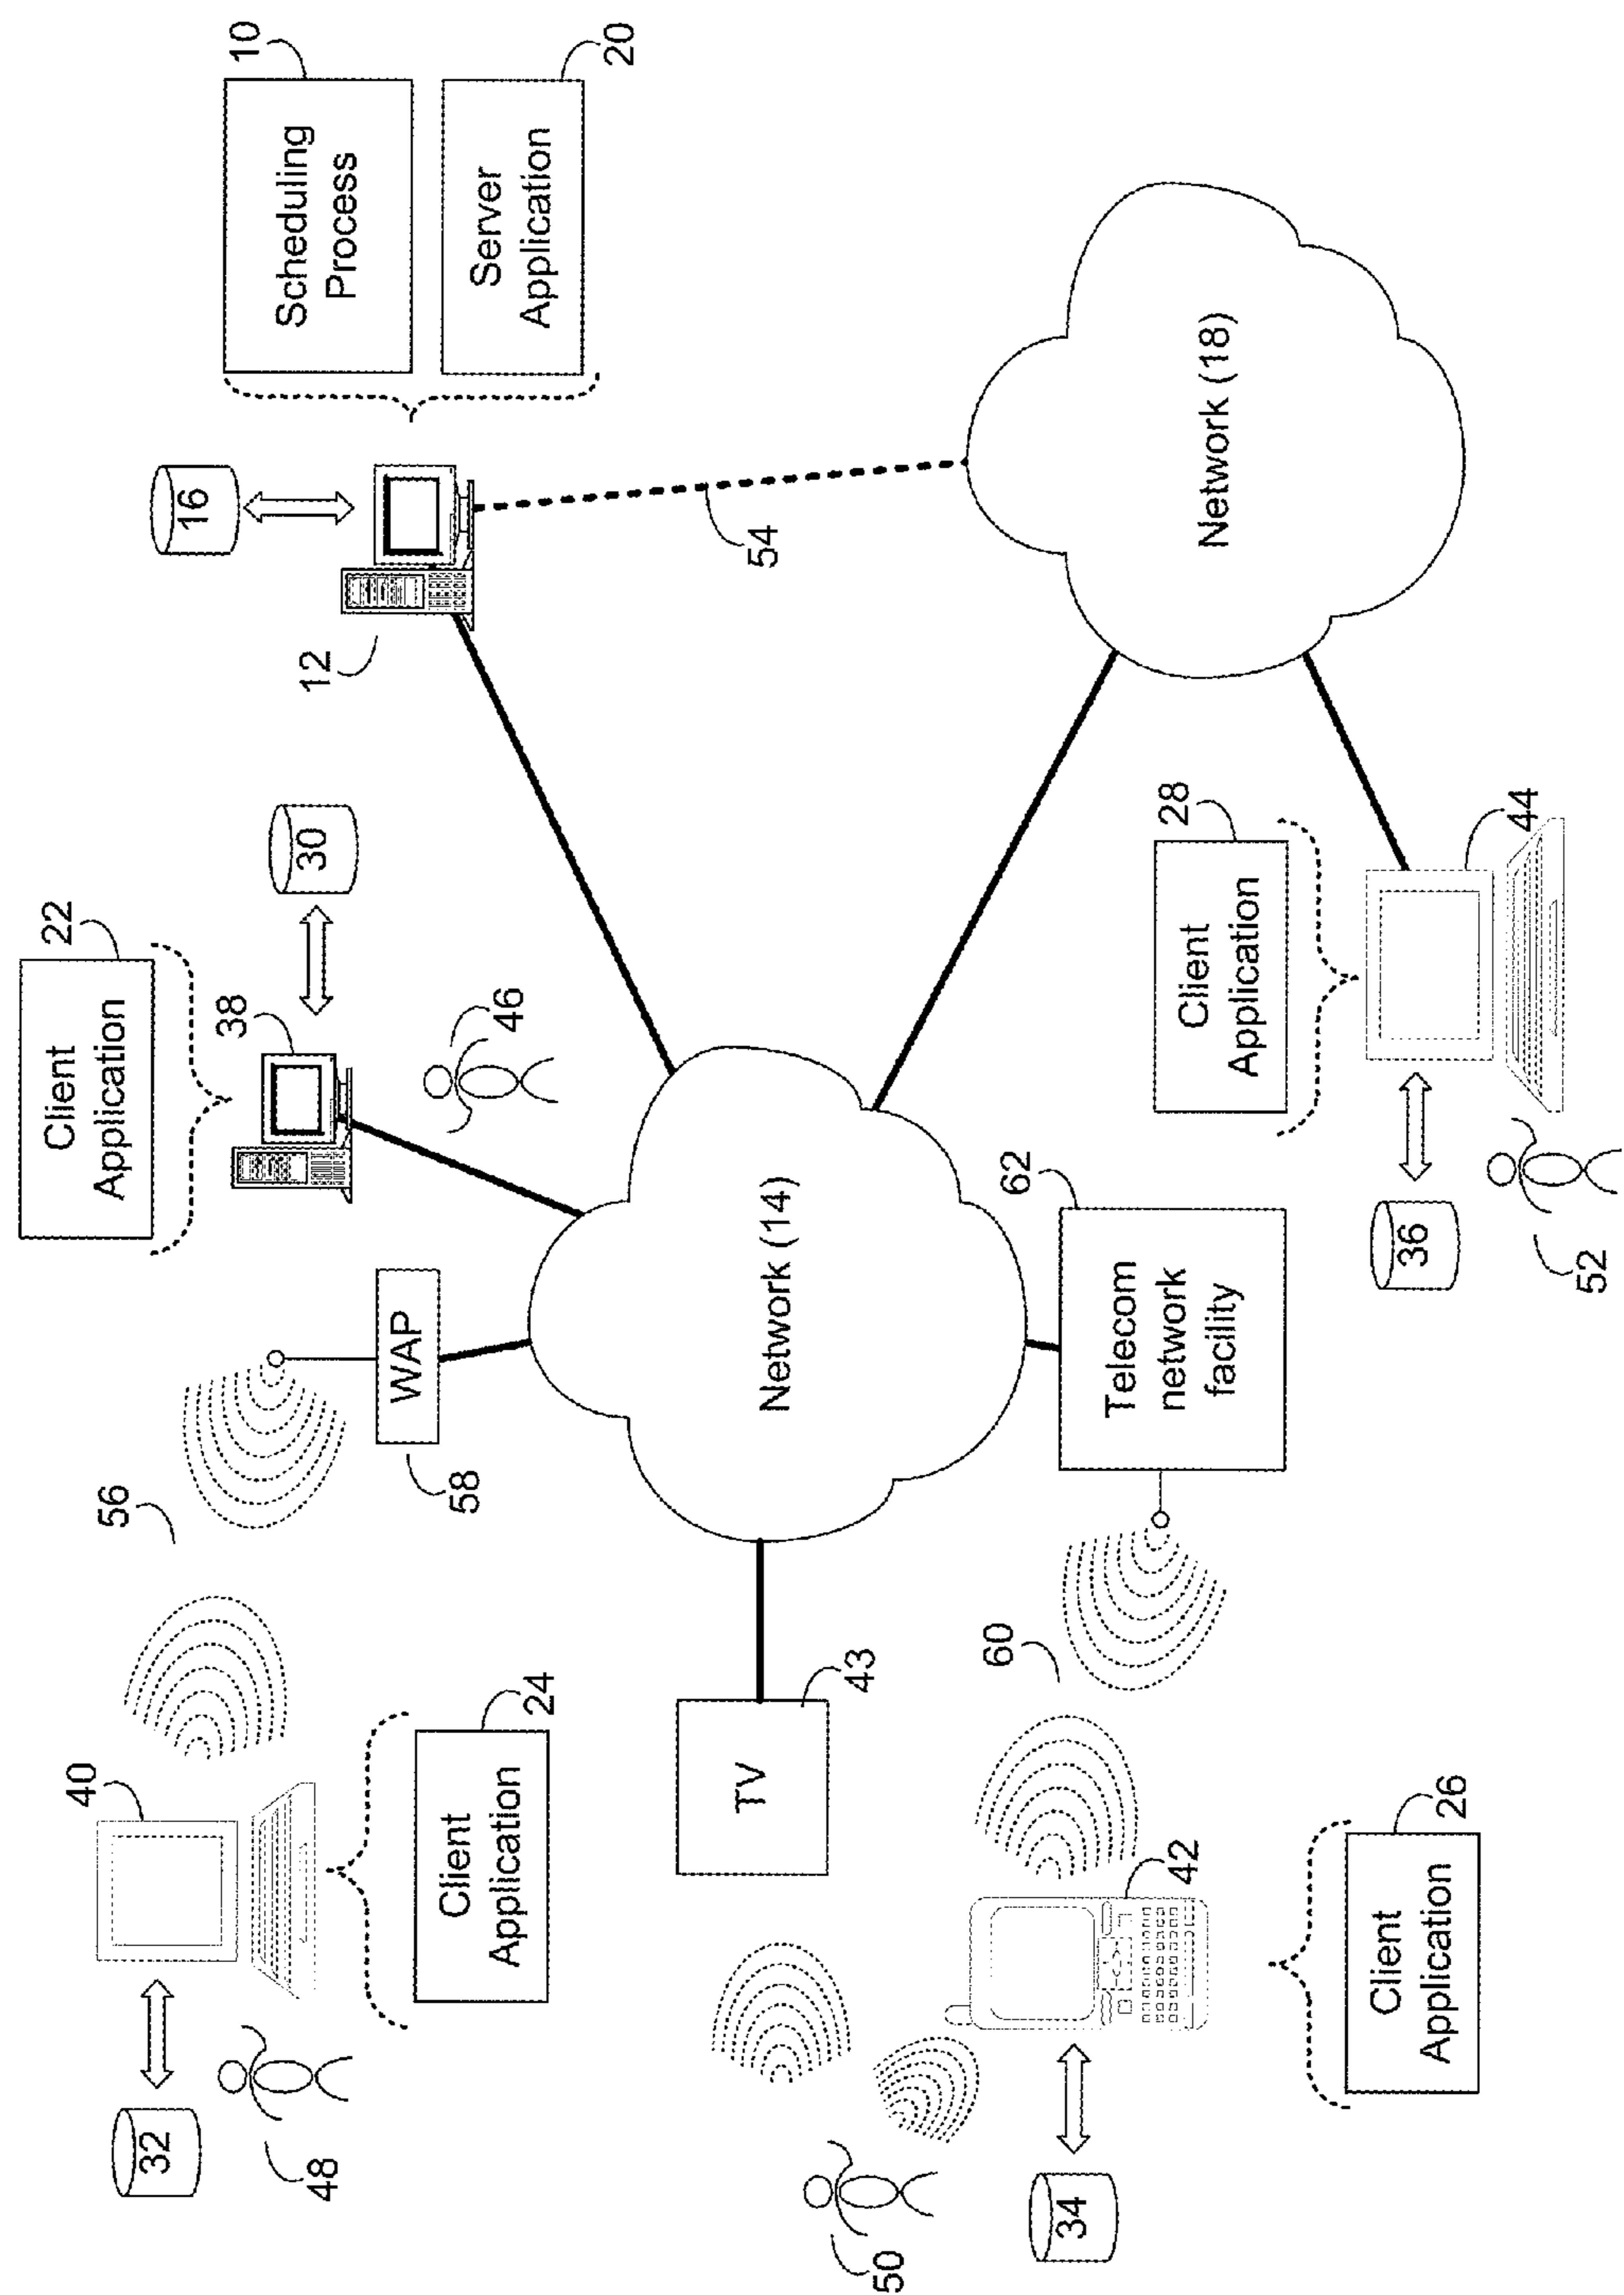 22
Client
Application
40
56
32
16
38
10
Scheduling
Process
30
12
48
WAP
58
24
Client
Application
46
20
Server
Application
TV
43
54
Network (14)
50
60
62
34
42
Telecom
network
facility
28
Client
Application
Network (18)
26
Client
Application
36
44
52